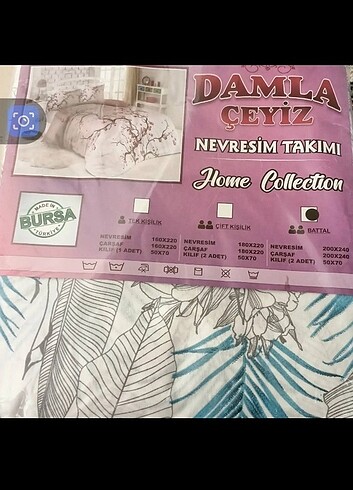 DAMLA
ÇEYİZ
NEVRESİM TAKIMI
Home Collection
MADE IN
BURSA
TÜRKİYE
TEK KİŞİLİK
NEVRESİM 160X220
ÇARŞAF 160X220
KILIF (1 ADET) 50X70
ÇİFT KİŞİLİK
NEVRESİM 180X220
ÇARŞAF 180X220
KILIF (2 ADET) 50X70
BATTAL
NEVRESİM 200X240
ÇARŞAF 200X240
KILIF (2 ADET) 50X70